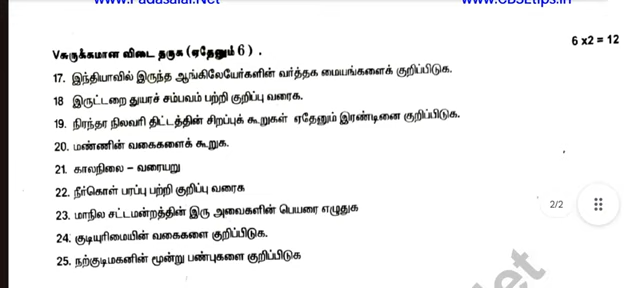 www.Padasalai.Net www.CBSEtips.in
V சுருக்கமான விடை தருக (ஏதேனும் 6) .
6 x2 = 12
17. இந்தியாவில் இருந்த ஆங்கிலேயர்களின் வர்த்தக மையங்களைக் குறிப்பிடுக.
18 இருட்டறை துயரச் சம்பவம் பற்றி குறிப்பு வரைக.
19. நிரந்தர நிலவரி திட்டத்தின் சிறப்புக் கூறுகள் ஏதேனும் இரண்டினை குறிப்பிடுக.
20. மண்ணின் வகைகளைக் கூறுக.
21. காலநிலை – வரையறு
22. நீர்கொள் பரப்பு பற்றி குறிப்பு வரைக
23. மாநில சட்டமன்றத்தின் இரு அவைகளின் பெயரை எழுதுக
2/2
24. குடியுரிமையின் வகைகளை குறிப்பிடுக.
25. நற்குடிமகனின் மூன்று பண்புகளை குறிப்பிடுக